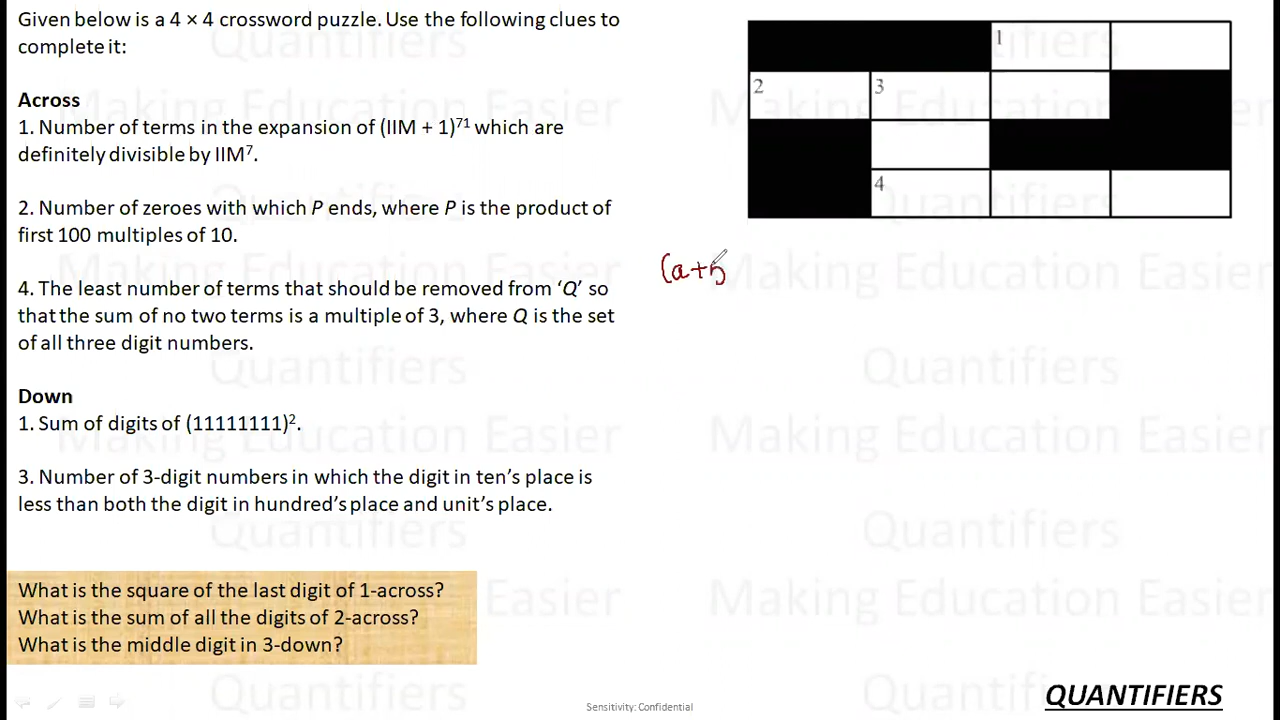 Given below is a 4 × 4 crossword puzzle. Use the following clues to
complete it:
Across
1. Number of terms in the expansion of (IIM + 1)⁷¹ which are
definitely divisible by IIM⁷.
2. Number of zeroes with which P ends, where P is the product of
first 100 multiples of 10.
4. The least number of terms that should be removed from ‘Q’ so
that the sum of no two terms is a multiple of 3, where Q is the set
of all three digit numbers.
Down
1. Sum of digits of (11111111)².
3. Number of 3-digit numbers in which the digit in ten’s place is
less than both the digit in hundred’s place and unit’s place.
What is the square of the last digit of 1-across?
What is the sum of all the digits of 2-across?
What is the middle digit in 3-down?
1
2 3
4
(a+b
Quantifiers
Making Education Easier
Sensitivity: Confidential
QUANTIFIERS